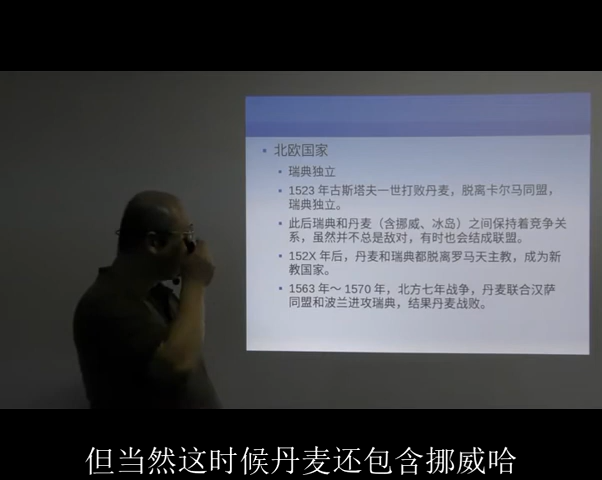 北欧国家
瑞典独立
1523 年古斯塔夫一世打败丹麦，脱离卡尔马同盟，
瑞典独立。
此后瑞典和丹麦（含挪威、冰岛）之间保持着竞争关
系，虽然并不总是敌对，有时也会结成联盟。
152X 年后，丹麦和瑞典都脱离罗马天主教，成为新
教国家。
1563 年～ 1570 年，北方七年战争，丹麦联合汉萨
同盟和波兰进攻瑞典，结果丹麦战败。
但当然这时候丹麦还包含挪威哈